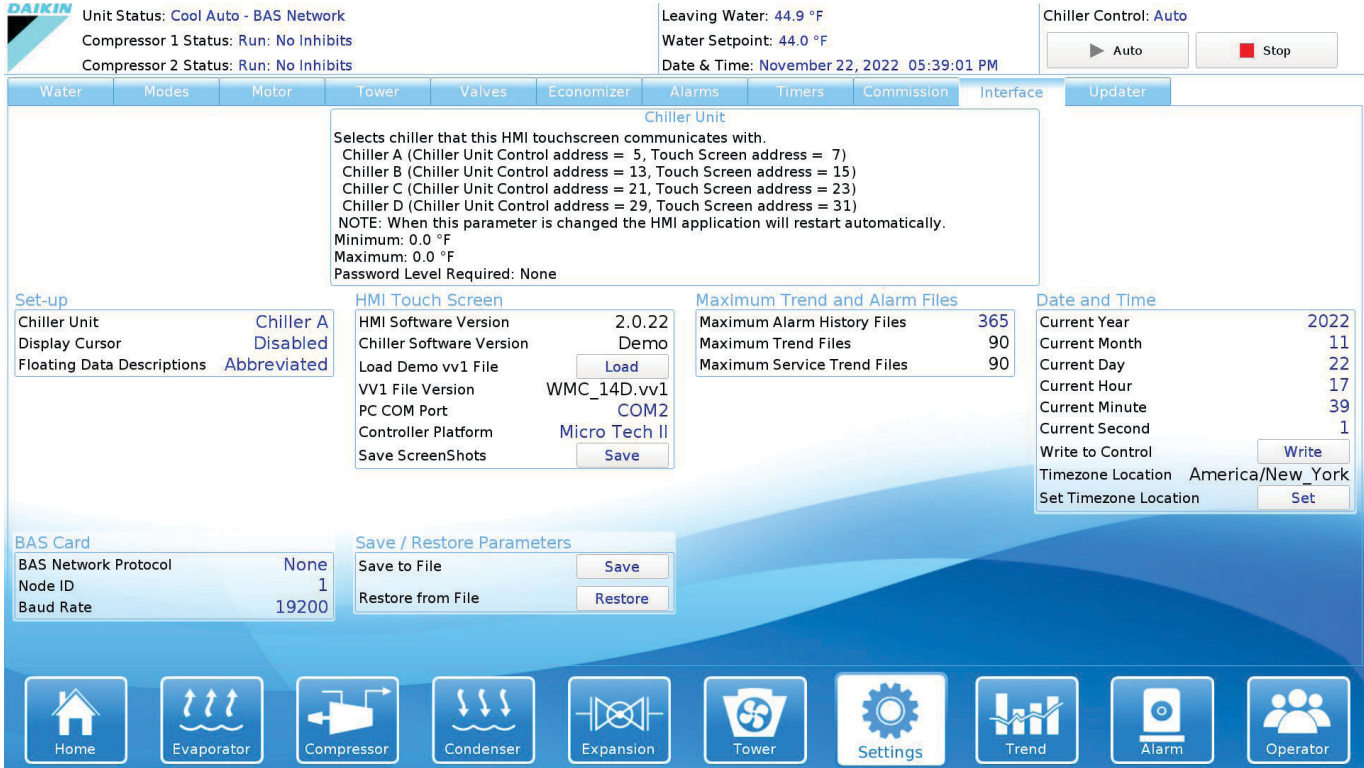 DAIKIN
Unit Status: Cool Auto - BAS Network
Compressor 1 Status: Run: No Inhibits
Compressor 2 Status: Run: No Inhibits
Leaving Water: 44.9 °F
Water Setpoint: 44.0 °F
Date & Time: November 22, 2022 05:39:01 PM
Chiller Control: Auto
Auto
Stop
Water
Modes
Motor
Tower
Valves
Economizer
Alarms
Timers
Commission
Interface
Updater
Chiller Unit
Selects chiller that this HMI touchscreen communicates with.
Chiller A (Chiller Unit Control address = 5, Touch Screen address = 7)
Chiller B (Chiller Unit Control address = 13, Touch Screen address = 15)
Chiller C (Chiller Unit Control address = 21, Touch Screen address = 23)
Chiller D (Chiller Unit Control address = 29, Touch Screen address = 31)
NOTE: When this parameter is changed the HMI application will restart automatically.
Minimum: 0.0 °F
Maximum: 0.0 °F
Password Level Required: None
Set-up
Chiller Unit Chiller A
Display Cursor Disabled
Floating Data Descriptions Abbreviated
HMI Touch Screen
HMI Software Version 2.0.22
Chiller Software Version Demo
Load Demo vv1 File Load
VV1 File Version WMC_14D.vv1
PC COM Port COM2
Controller Platform Micro Tech II
Save ScreenShots Save
Maximum Trend and Alarm Files
Maximum Alarm History Files 365
Maximum Trend Files 90
Maximum Service Trend Files 90
Date and Time
Current Year 2022
Current Month 11
Current Day 22
Current Hour 17
Current Minute 39
Current Second 1
Write to Control Write
Timezone Location America/New_York
Set Timezone Location Set
BAS Card
BAS Network Protocol None
Node ID 1
Baud Rate 19200
Save / Restore Parameters
Save to File Save
Restore from File Restore
Home
Evaporator
Compressor
Condenser
Expansion
Tower
Settings
Trend
Alarm
Operator